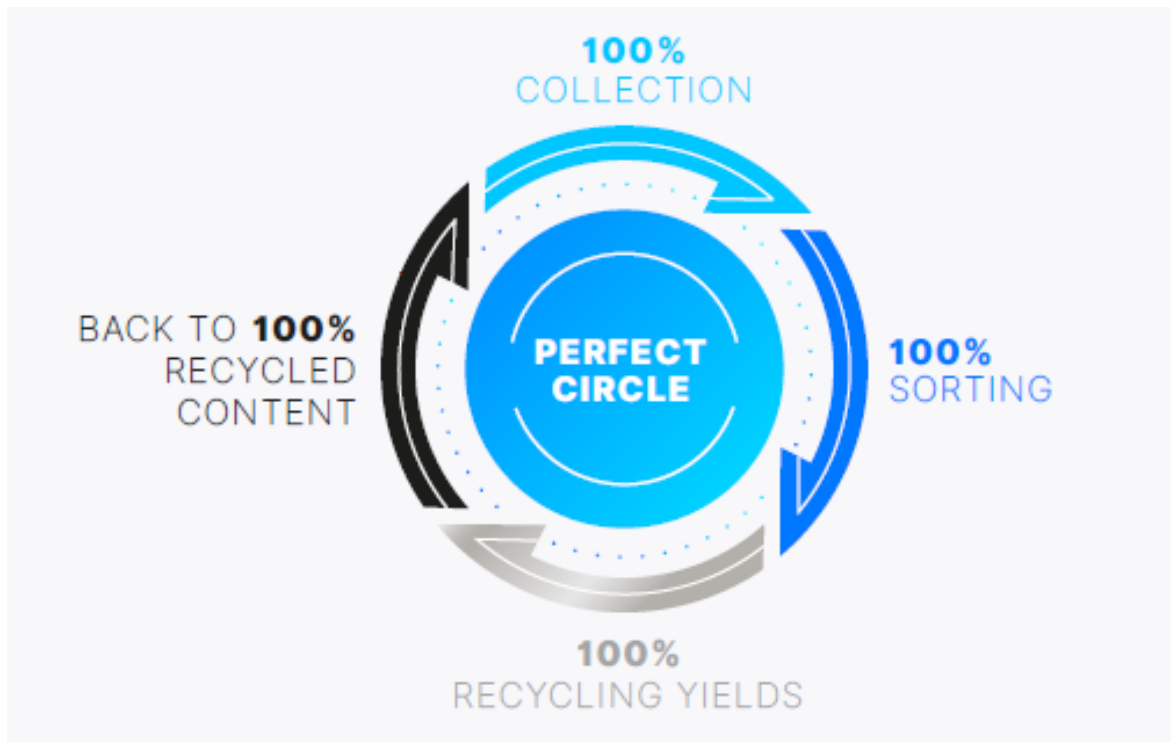 100%
COLLECTION
PERFECT
CIRCLE
100%
SORTING
100%
RECYCLING YIELDS
BACK TO 100%
RECYCLED
CONTENT